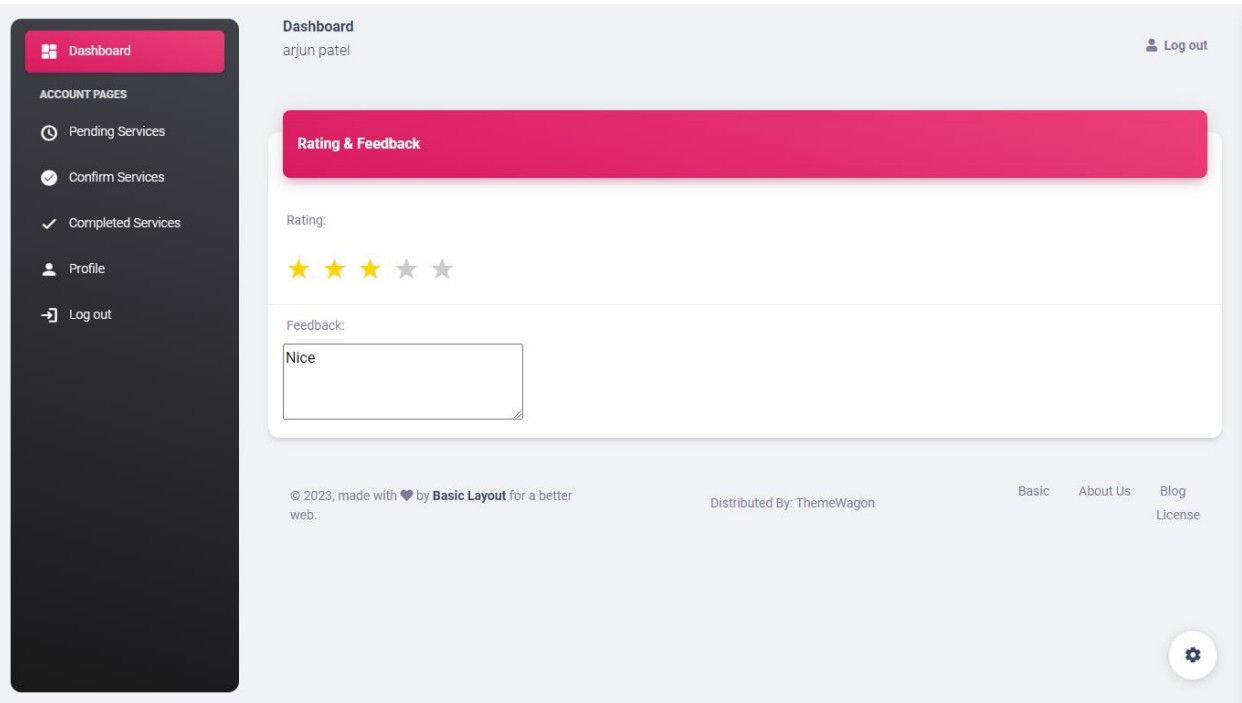 Dashboard
ACCOUNT PAGES
Pending Services
Confirm Services
Completed Services
Profile
Log out
Dashboard
arjun patel
Log out
Rating & Feedback
Rating:
Feedback:
Nice
© 2023, made with ♥ by Basic Layout for a better
web.
Distributed By: ThemeWagon
Basic About Us Blog
License